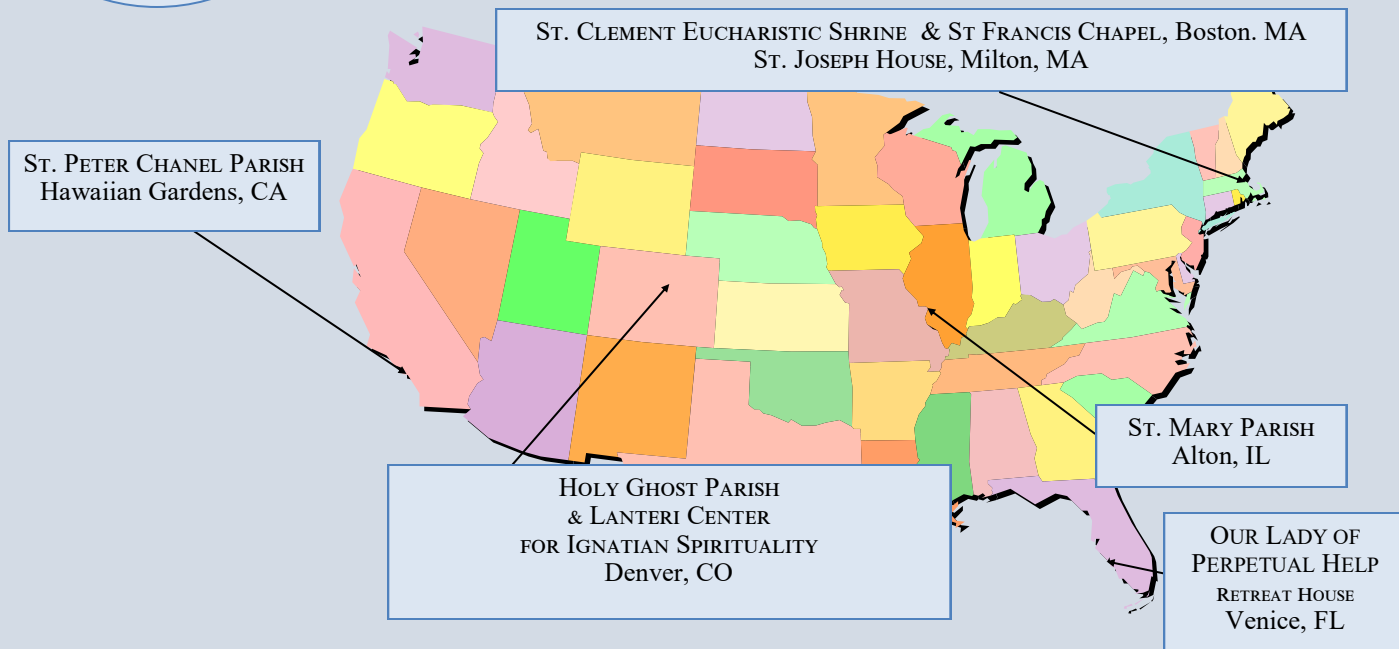 St. Clement Eucharistic Shrine & St Francis Chapel, Boston. MA
St. Joseph House, Milton, MA
St. Peter Chanel Parish
Hawaiian Gardens, CA
St. Mary Parish
Alton, IL
Holy Ghost Parish
& Lanteri Center
for Ignatian Spirituality
Denver, CO
Our Lady of
Perpetual Help
Retreat House
Venice, FL